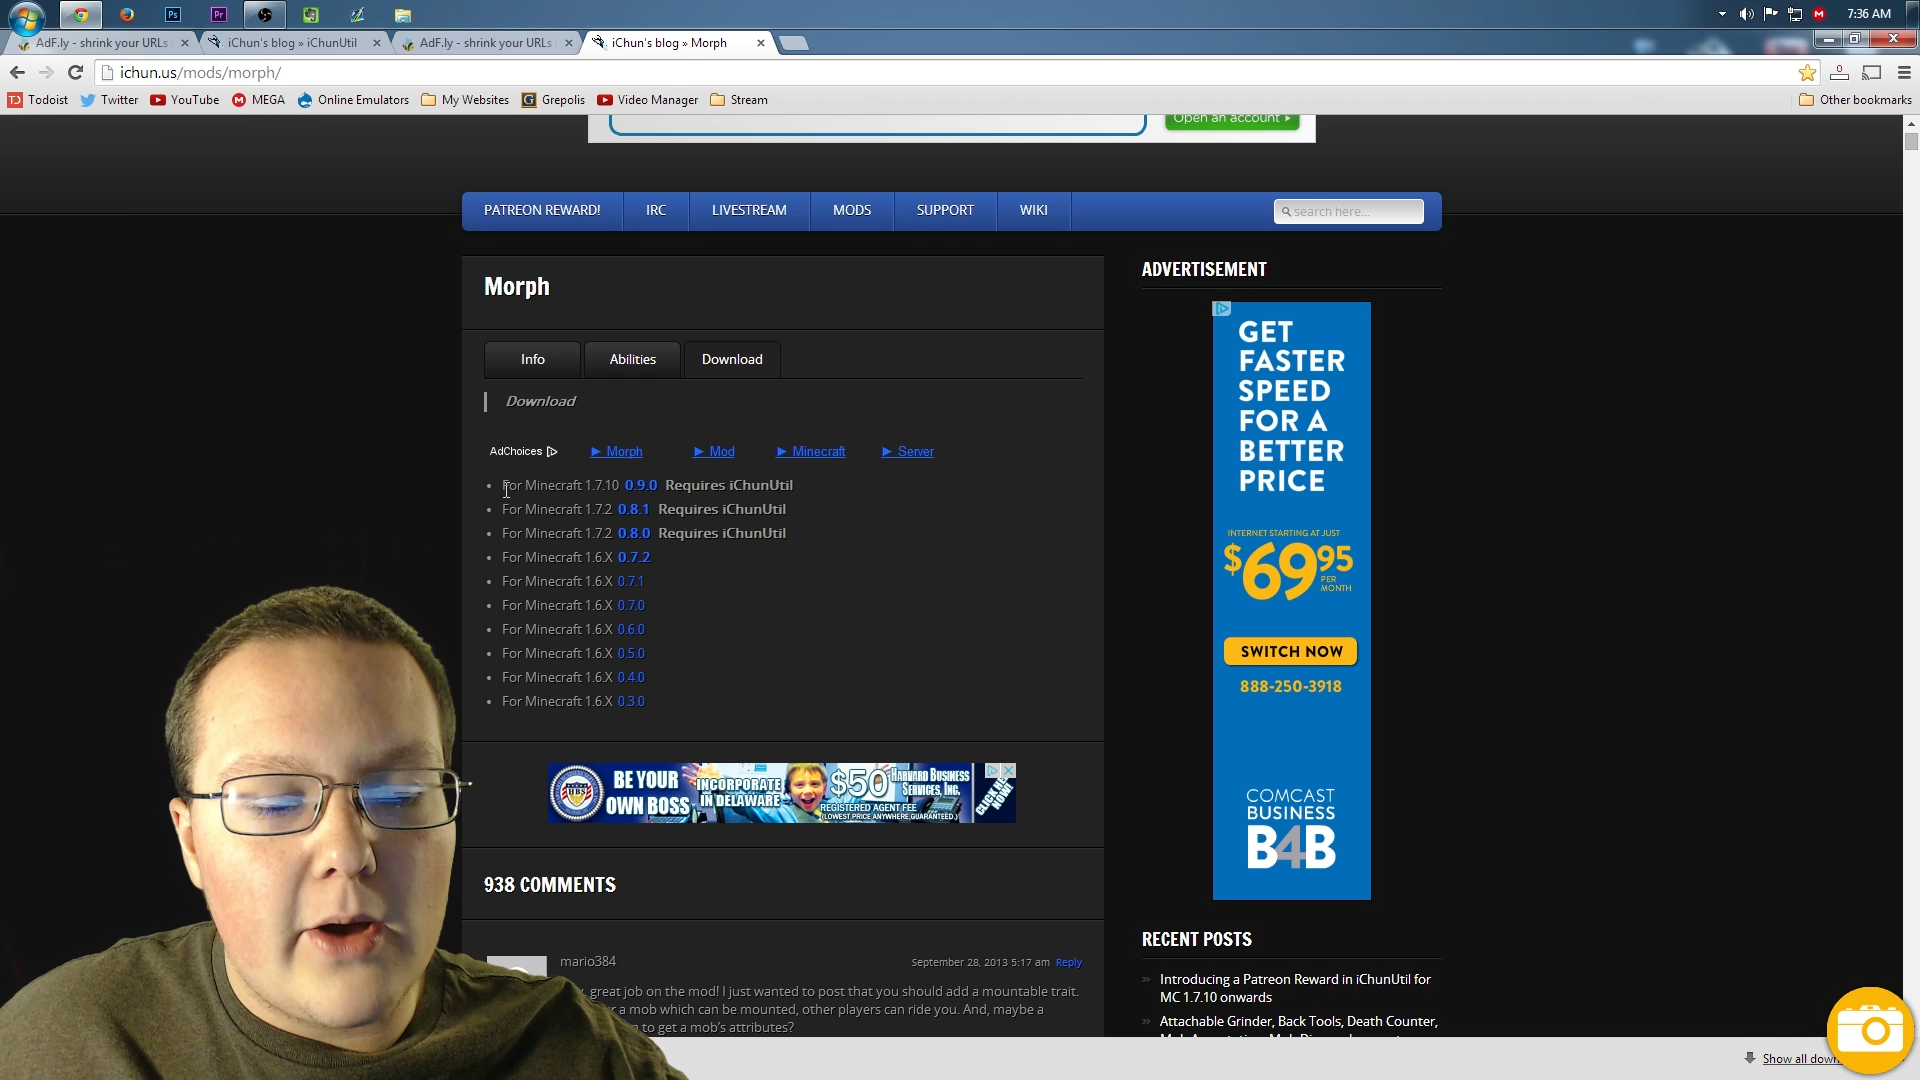 7:36 AM
AdF.ly - shrink your URLs
iChun's blog » iChunUtil
AdF.ly - shrink your URLs
iChun's blog » Morph
ichun.us/mods/morph/
Todoist
Twitter
YouTube
MEGA
Online Emulators
My Websites
Grepolis
Video Manager
Stream
Other bookmarks
Open an account
PATREON REWARD!
IRC
LIVESTREAM
MODS
SUPPORT
WIKI
search here...
Morph
Info
Abilities
Download
Download
AdChoices
Morph
Mod
Minecraft
Server
For Minecraft 1.7.10 0.9.0 Requires iChunUtil
For Minecraft 1.7.2 0.8.1 Requires iChunUtil
For Minecraft 1.7.2 0.8.0 Requires iChunUtil
For Minecraft 1.6.X 0.7.2
For Minecraft 1.6.X 0.7.1
For Minecraft 1.6.X 0.7.0
For Minecraft 1.6.X 0.6.0
For Minecraft 1.6.X 0.5.0
For Minecraft 1.6.X 0.4.0
For Minecraft 1.6.X 0.3.0
BE YOUR
OWN BOSS
INCORPORATE
IN DELAWARE
$50
HARVARD BUSINESS
SERVICES, INC.
REGISTERED AGENT FEE
(LOWEST PRICE ANYWHERE. GUARANTEED.)
CLICK HERE
NOW!
938 COMMENTS
mario384
September 28, 2013 5:17 am Reply
great job on the mod! I just wanted to post that you should add a mountable trait.
a mob which can be mounted, other players can ride you. And, maybe a
to get a mob's attributes?
ADVERTISEMENT
GET
FASTER
SPEED
FOR A
BETTER
PRICE
INTERNET STARTING AT JUST
$69.95
PER
MONTH
SWITCH NOW
888-250-3918
COMCAST
BUSINESS
B4B
RECENT POSTS
Introducing a Patreon Reward in iChunUtil for
MC 1.7.10 onwards
Attachable Grinder, Back Tools, Death Counter,
Show all